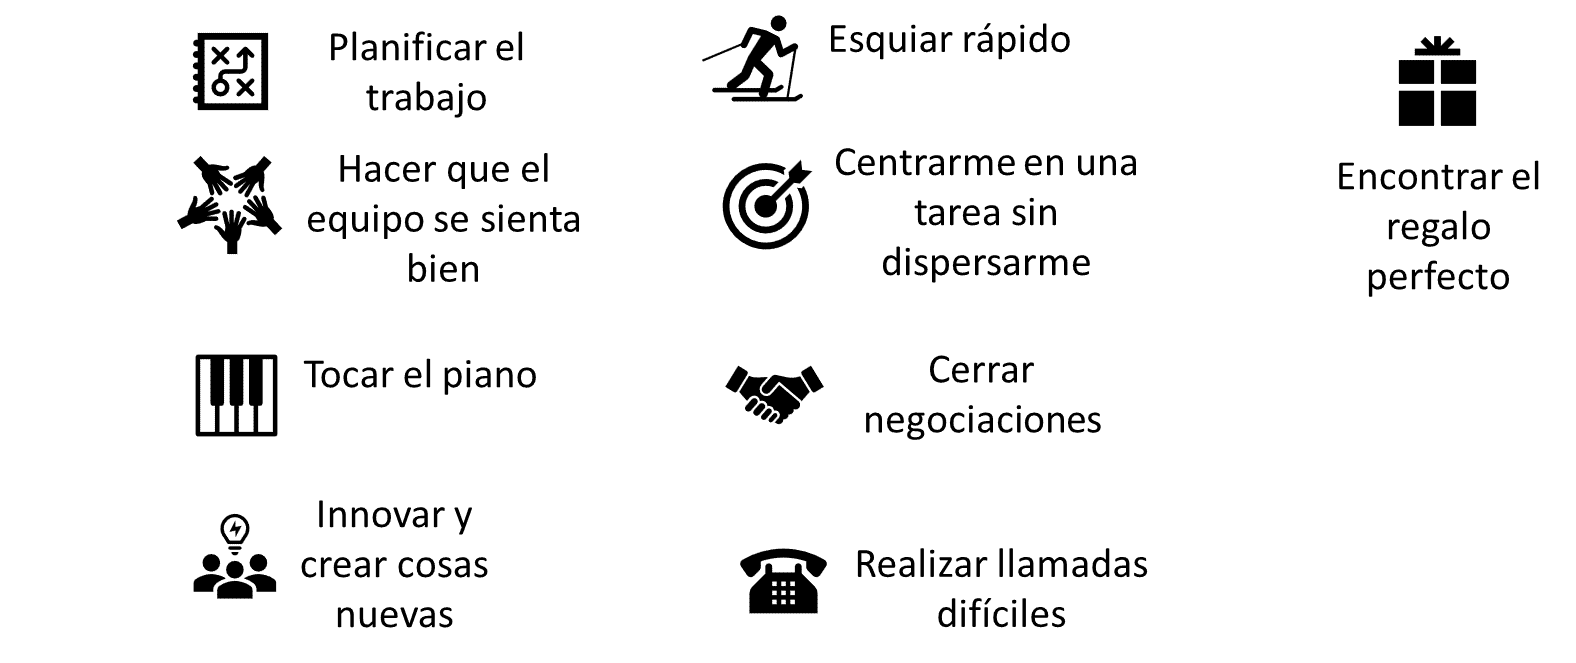 Planificar el
trabajo
Hacer que el
equipo se sienta
bien
Tocar el piano
Innovar y
crear cosas
nuevas
Esquiar rápido
Centrarme en una
tarea sin
dispersarme
Cerrar
negociaciones
Realizar llamadas
difíciles
Encontrar el
regalo
perfecto